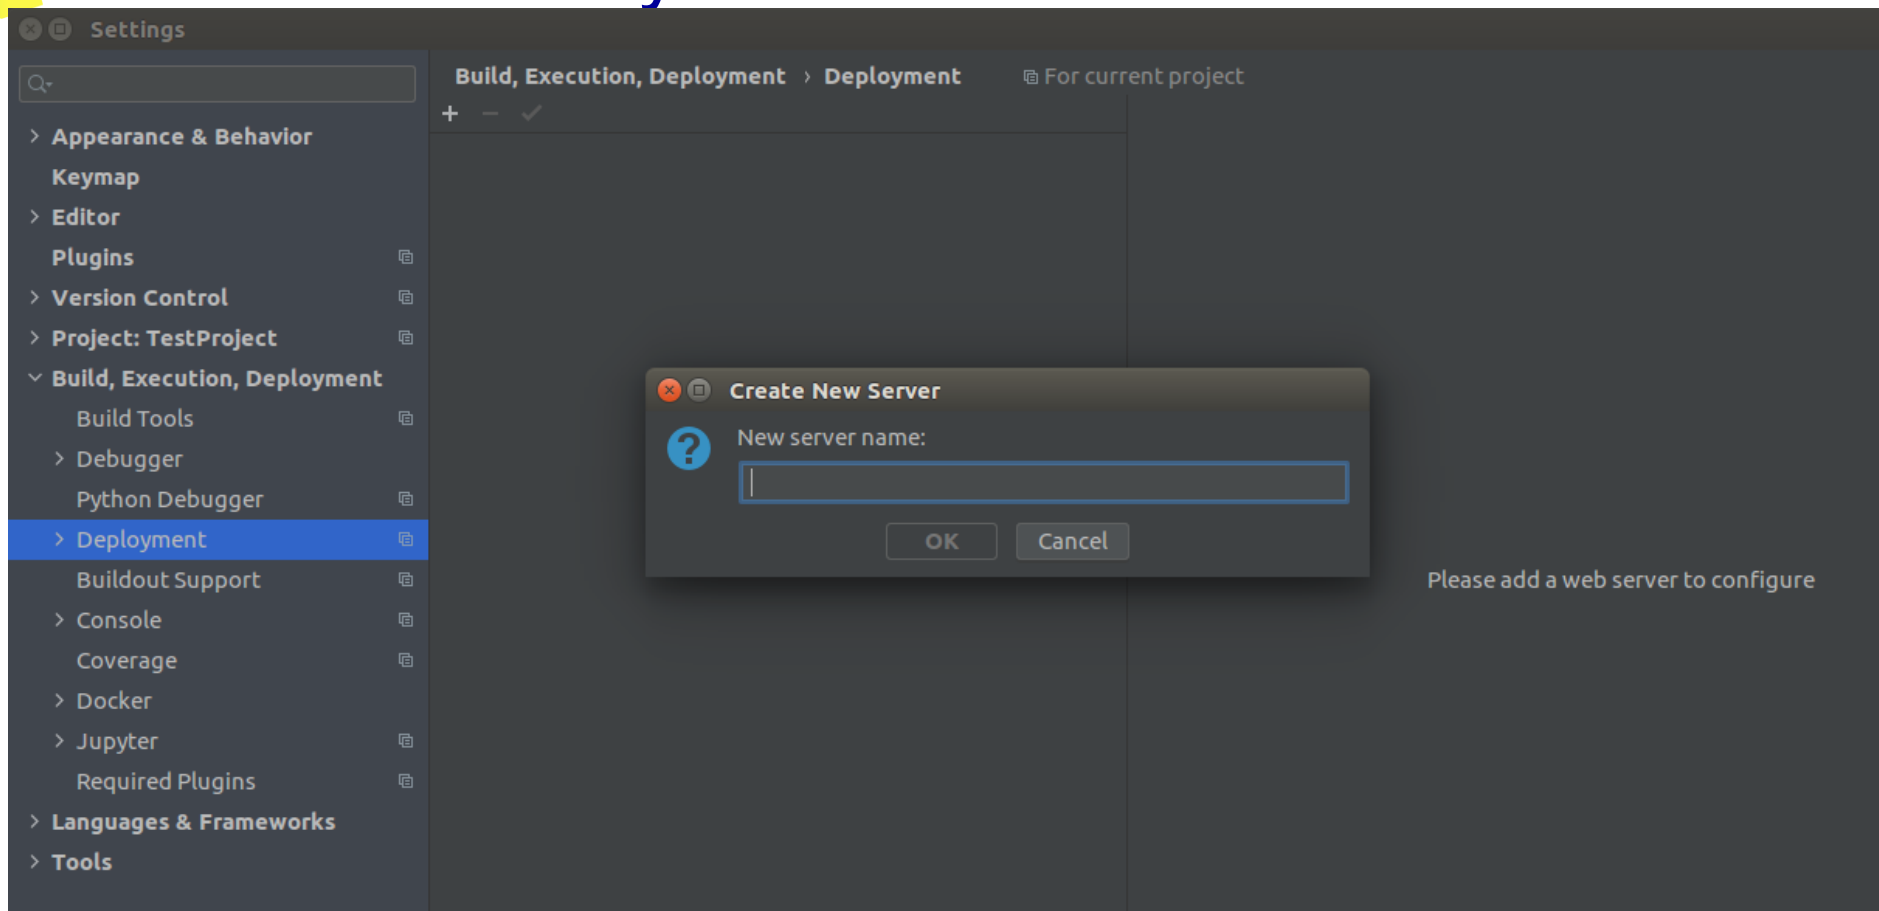 Settings
Build, Execution, Deployment › Deployment For current project
Appearance & Behavior
Keymap
Editor
Plugins
Version Control
Project: TestProject
Build, Execution, Deployment
Build Tools
Debugger
Python Debugger
Deployment
Buildout Support
Console
Coverage
Docker
Jupyter
Required Plugins
Languages & Frameworks
Tools
Create New Server
New server name:
OK Cancel
Please add a web server to configure